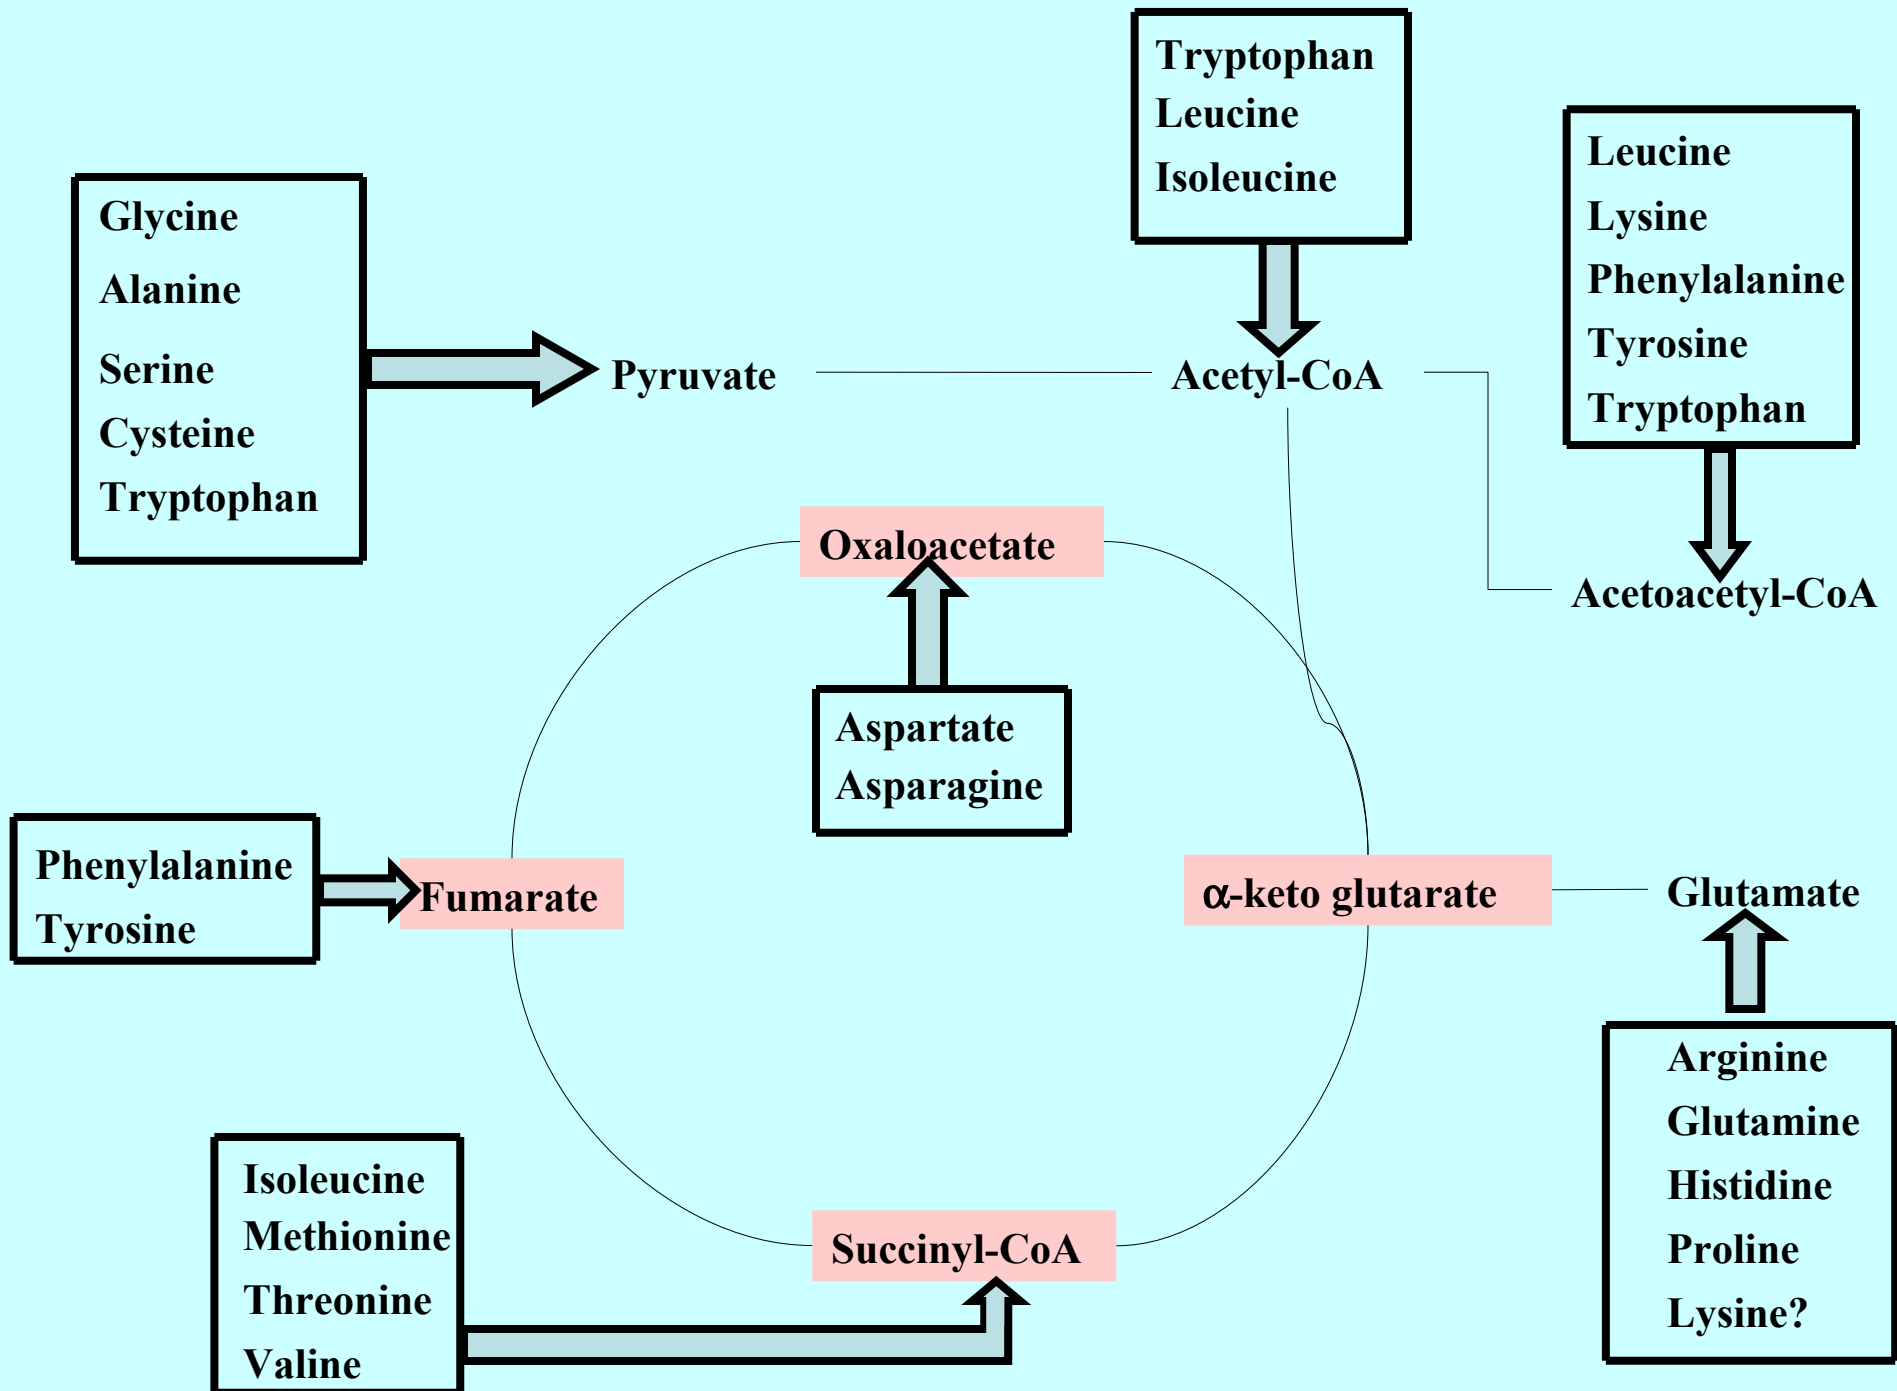 Tryptophan
Leucine
Isoleucine
Leucine
Lysine
Phenylalanine
Tyrosine
Tryptophan
Glycine
Alanine
Serine
Cysteine
Tryptophan
Pyruvate
Acetyl-CoA
Acetoacetyl-CoA
Oxaloacetate
Aspartate
Asparagine
Phenylalanine
Tyrosine
Fumarate
α-keto glutarate
Glutamate
Arginine
Glutamine
Histidine
Proline
Lysine?
Isoleucine
Methionine
Threonine
Valine
Succinyl-CoA